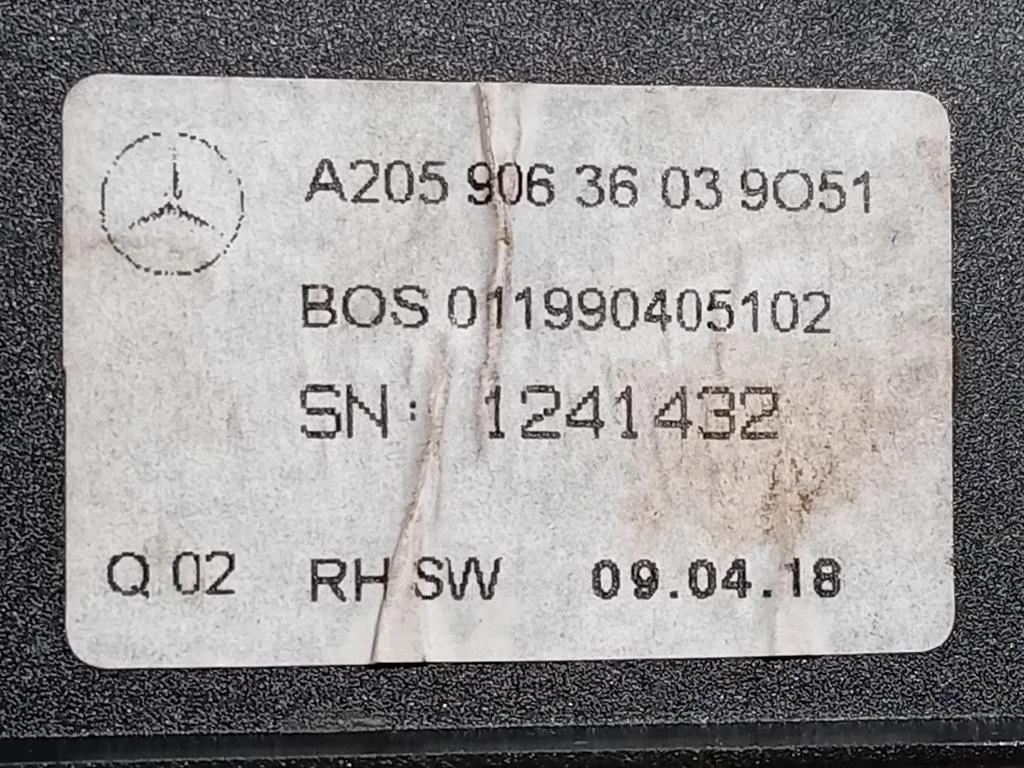 A205 906 36 03 9O51
BOS 011990405102
SN: 1241432
Q 02 RH SW 09.04.18